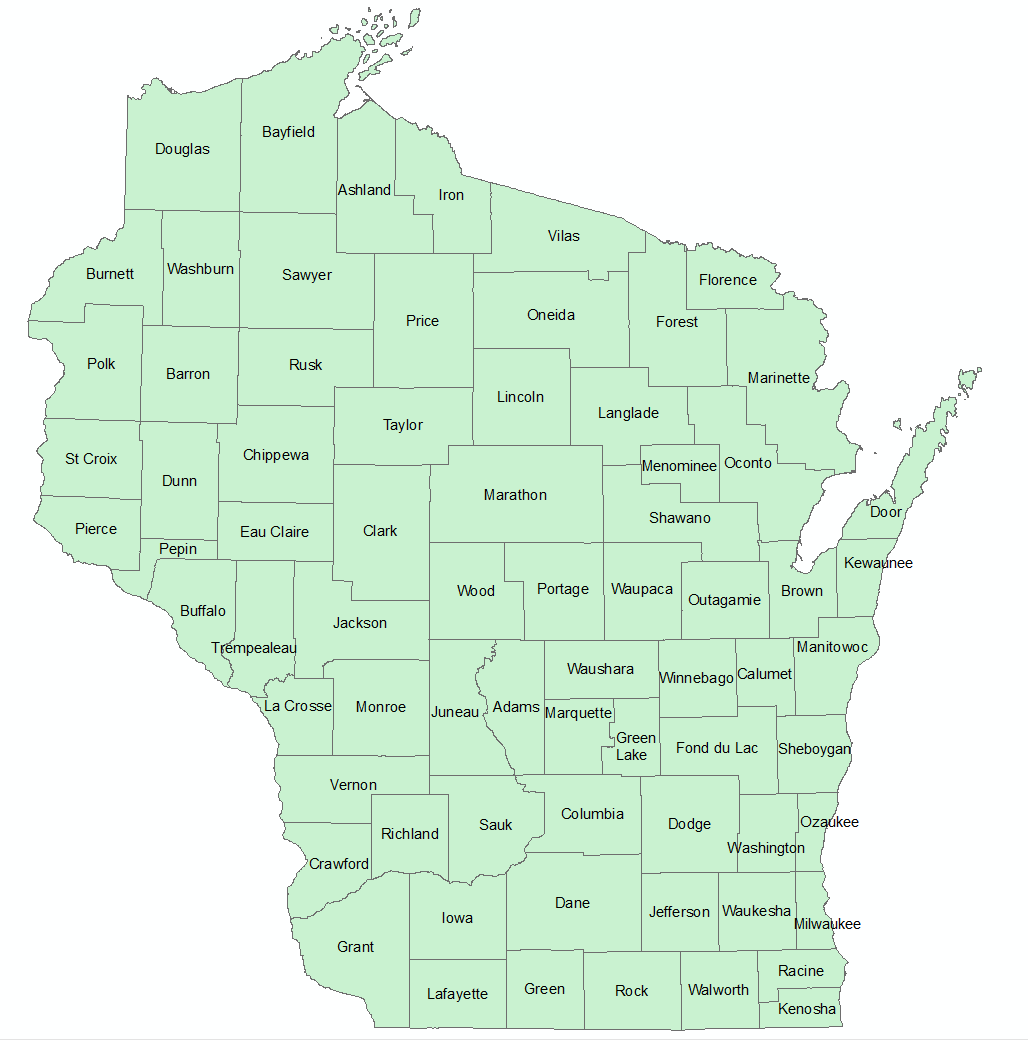 Bayfield
Douglas
Ashland
Iron
Vilas
Burnett
Washburn
Sawyer
Florence
Price
Oneida
Forest
Polk
Barron
Rusk
Marinette
Lincoln
Langlade
Taylor
St Croix
Chippewa
Dunn
Menominee
Oconto
Marathon
Shawano
Door
Pierce
Eau Claire
Clark
Pepin
Kewaunee
Wood
Portage
Waupaca
Outagamie
Brown
Buffalo
Jackson
Trempealeau
Manitowoc
Waushara
Winnebago
Calumet
La Crosse
Monroe
Juneau
Adams
Marquette
Green
Lake
Fond du Lac
Sheboygan
Vernon
Richland
Sauk
Columbia
Dodge
Ozaukee
Washington
Crawford
Dane
Iowa
Jefferson
Waukesha
Milwaukee
Grant
Lafayette
Green
Rock
Walworth
Racine
Kenosha